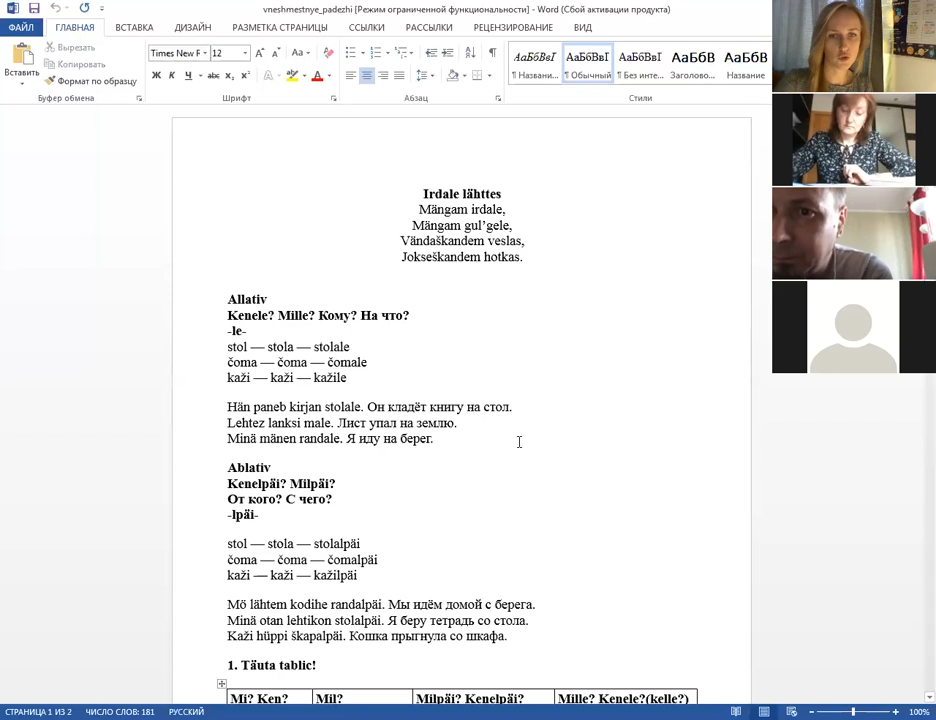 vneshmestnye_padezhi [Режим ограниченной функциональности] - Word (Сбой активации продукта)
ФАЙЛ ГЛАВНАЯ ВСТАВКА ДИЗАЙН РАЗМЕТКА СТРАНИЦЫ ССЫЛКИ РАССЫЛКИ РЕЦЕНЗИРОВАНИЕ ВИД
Вставить
Вырезать
Копировать
Формат по образцу
Буфер обмена
Times New F 12
Ж К Ч abc x₂ x²
Шрифт
Абзац
АаБбВвІ АаБбВвІ АаБбВвІ АаБбВ АаБбВ
¶ Названи... ¶ Обычный ¶ Без инте... Заголово... Название
Стили
Irdale lähttes
Mängam irdale,
Mängam gul’gele,
Vändaškandem veslas,
Jokseškandem hotkas.
Allativ
Kenele? Mille? Кому? На что?
-le-
stol — stola — stolale
čoma — čoma — čomale
kaži — kaži — kažile
Hän paneb kirjan stolale. Он кладёт книгу на стол.
Lehtez lanksi male. Лист упал на землю.
Minä mänen randale. Я иду на берег.
Ablativ
Kenelpäi? Milpäi?
От кого? С чего?
-lpäi-
stol — stola — stolalpäi
čoma — čoma — čomalpäi
kaži — kaži — kažilpäi
Mö lähtem kodihe randalpäi. Мы идём домой с берега.
Minä otan lehtikon stolalpäi. Я беру тетрадь со стола.
Kaži hüppi škapalpäi. Кошка прыгнула со шкафа.
1. Täuta tablic!
Mi? Ken? Mil? Milpäi? Kenelpäi? Mille? Kenele?(kelle?)
СТРАНИЦА 1 ИЗ 2 ЧИСЛО СЛОВ: 181 РУССКИЙ 100%